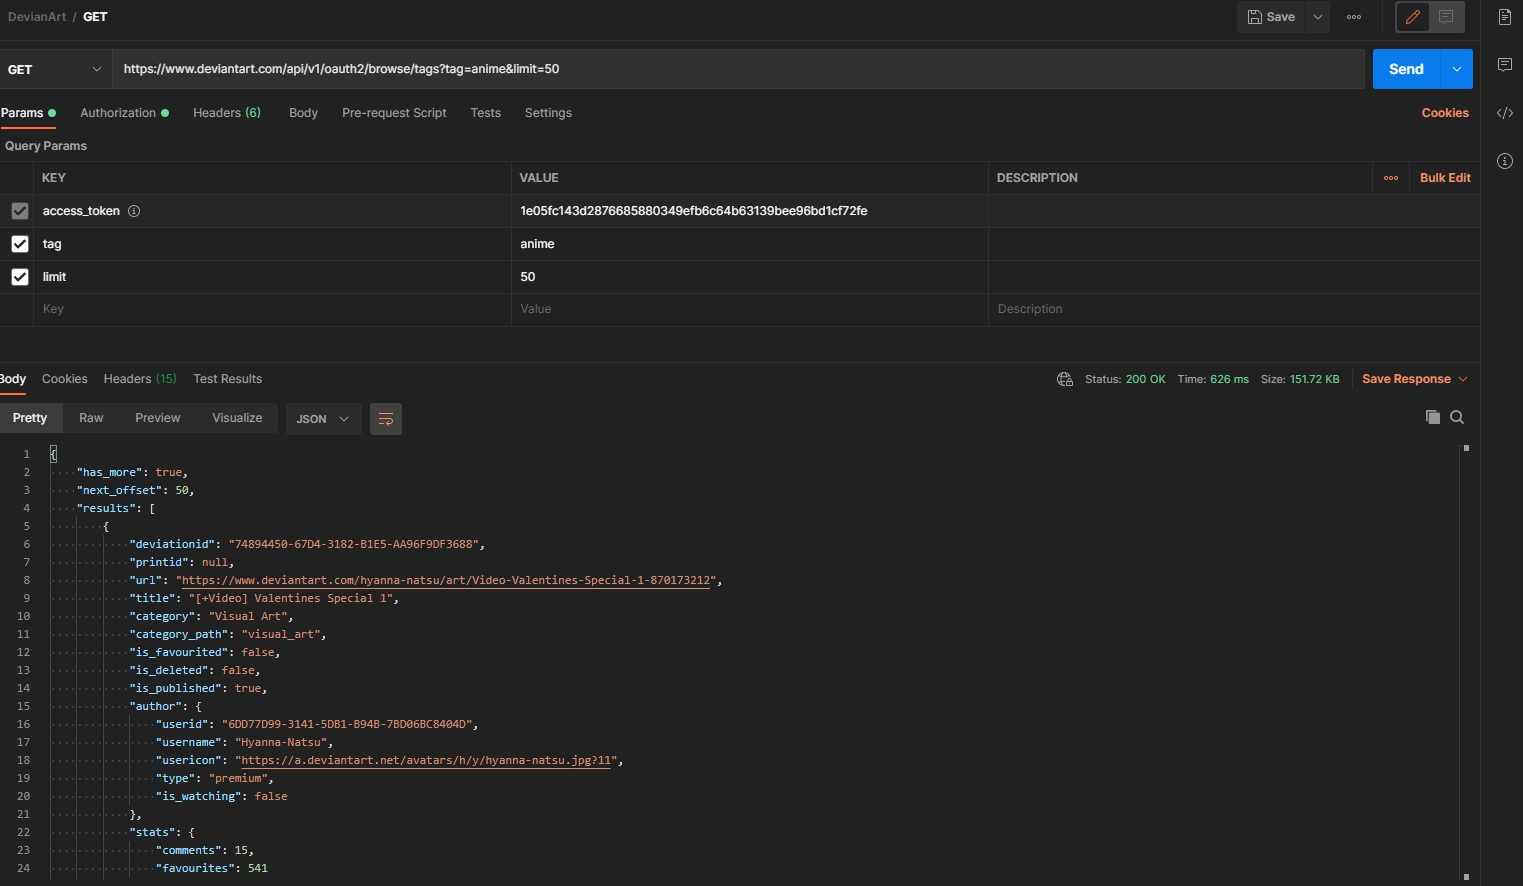 DevianArt / GET
Save
GET https://www.deviantart.com/api/v1/oauth2/browse/tags?tag=anime&limit=50 Send
Params Authorization Headers (6) Body Pre-request Script Tests Settings Cookies
Query Params
KEY VALUE DESCRIPTION Bulk Edit
access_token 1e05fc143d2876685880349efb6c64b63139bee96bd1cf72fe
tag anime
limit 50
Key Value Description
Body Cookies Headers (15) Test Results Status: 200 OK Time: 626 ms Size: 151.72 KB Save Response
Pretty Raw Preview Visualize JSON
1 {
2 "has_more": true,
3 "next_offset": 50,
4 "results": [
5 {
6 "deviationid": "74894450-67D4-3182-B1E5-AA96F9DF3688",
7 "printid": null,
8 "url": "https://www.deviantart.com/hyanna-natsu/art/Video-Valentines-Special-1-870173212",
9 "title": "[+Video] Valentines Special 1",
10 "category": "Visual Art",
11 "category_path": "visual_art",
12 "is_favourited": false,
13 "is_deleted": false,
14 "is_published": true,
15 "author": {
16 "userid": "6DD77D99-3141-5DB1-B94B-7BD06BC8404D",
17 "username": "Hyanna-Natsu",
18 "usericon": "https://a.deviantart.net/avatars/h/y/hyanna-natsu.jpg?11",
19 "type": "premium",
20 "is_watching": false
21 },
22 "stats": {
23 "comments": 15,
24 "favourites": 541